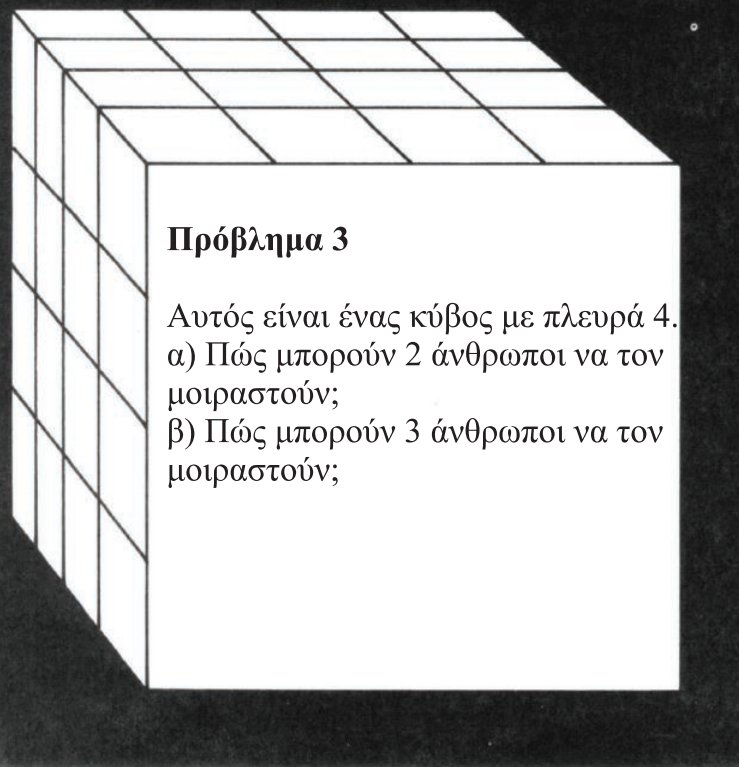 Πρόβλημα 3
Αυτός είναι ένας κύβος με πλευρά 4.
α) Πώς μπορούν 2 άνθρωποι να τον
μοιραστούν;
β) Πώς μπορούν 3 άνθρωποι να τον
μοιραστούν;